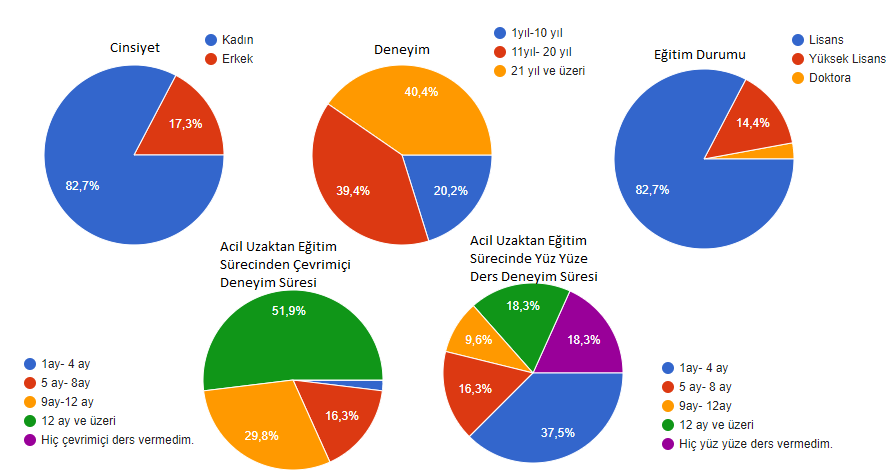 Cinsiyet
Kadın
Erkek
17,3%
82,7%
Deneyim
1yıl-10 yıl
11yıl- 20 yıl
21 yıl ve üzeri
40,4%
39,4%
20,2%
Eğitim Durumu
Lisans
Yüksek Lisans
Doktora
14,4%
82,7%
Acil Uzaktan Eğitim
Sürecinden Çevrimiçi
Deneyim Süresi
51,9%
16,3%
29,8%
1ay- 4 ay
5 ay- 8ay
9ay-12 ay
12 ay ve üzeri
Hiç çevrimiçi ders vermedim.
Acil Uzaktan Eğitim
Sürecinde Yüz Yüze
Ders Deneyim Süresi
18,3%
18,3%
9,6%
16,3%
37,5%
1ay- 4 ay
5 ay- 8 ay
9ay- 12ay
12 ay ve üzeri
Hiç yüz yüze ders vermedim.